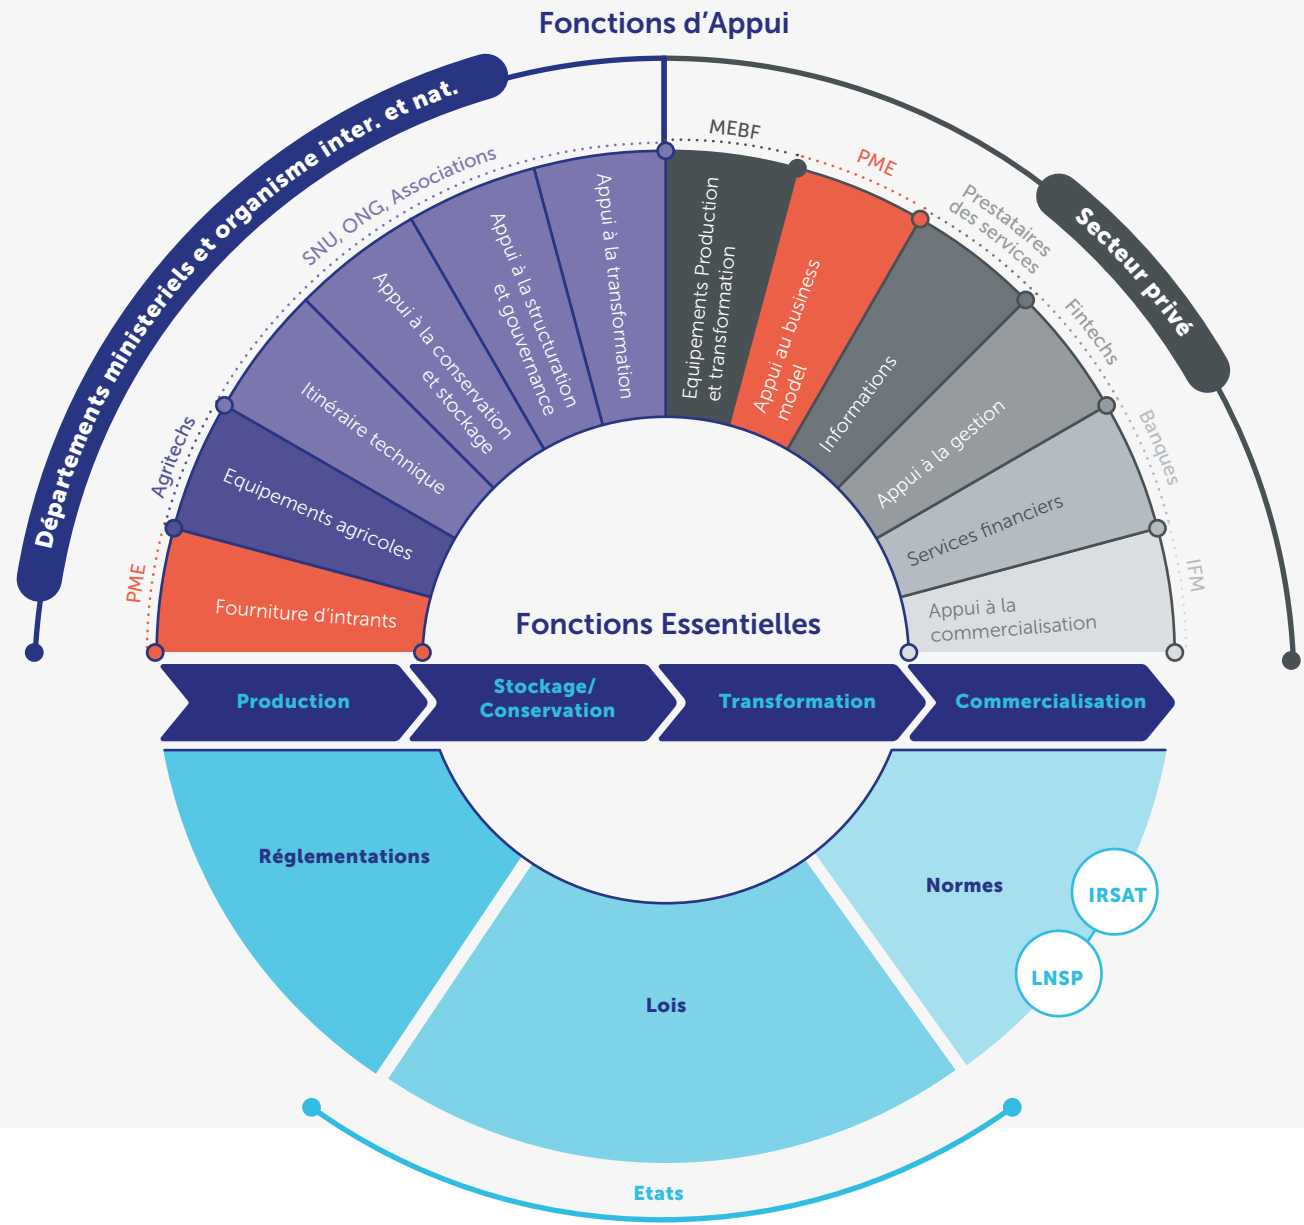 Fonctions d’Appui
Départements ministeriels et organisme inter. et nat.
Secteur privé
PME
Agritechs
SNU, ONG, Associations
MEBF
PME
Prestataires
des services
Fintechs
Banques
IFM
Fourniture d’intrants
Equipements agricoles
Itinéraire technique
Appui à la conservation
et stockage
Appui à la structuration
et gouvernance
Appui à la transformation
Equipements Production
et transformation
Appui au business
model
Informations
Appui à la gestion
Services financiers
Appui à la
commercialisation
Fonctions Essentielles
Production
Stockage/
Conservation
Transformation
Commercialisation
Réglementations
Lois
Normes
IRSAT
LNSP
Etats